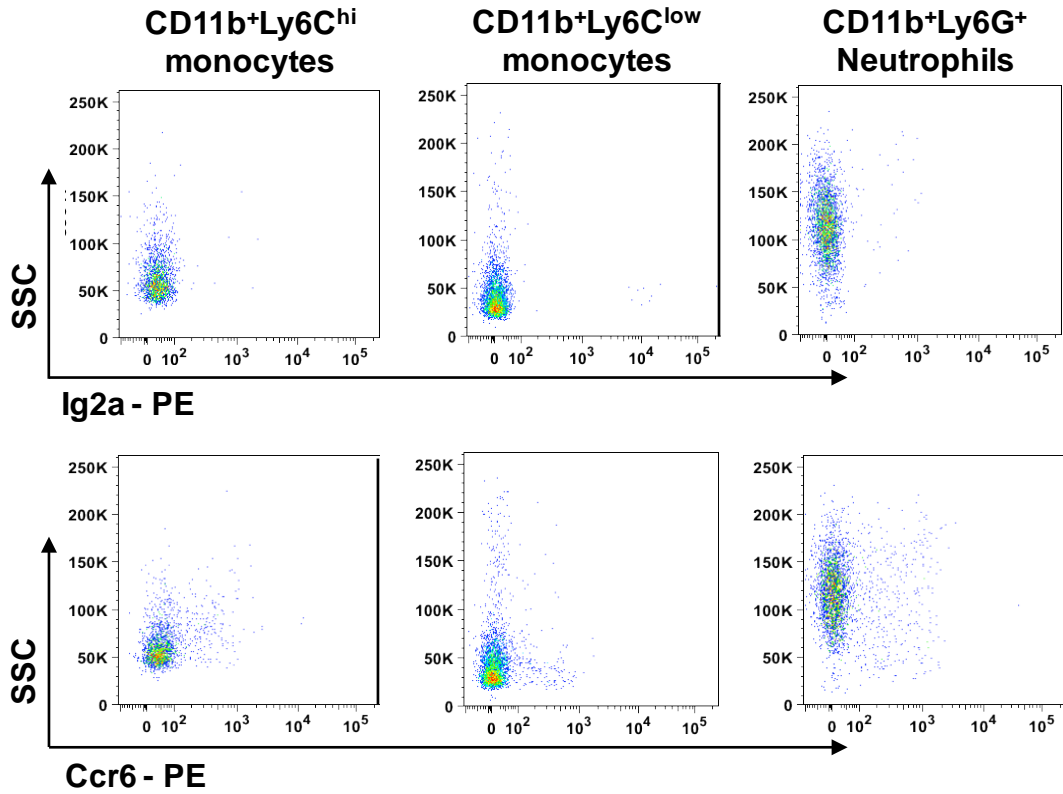 CD11b⁺Ly6Cʰⁱ
monocytes
CD11b⁺Ly6Cˡᵒʷ
monocytes
CD11b⁺Ly6G⁺
Neutrophils
SSC
250K
200K
150K
100K
50K
0
0 10² 10³ 10⁴ 10⁵
250K
200K
150K
100K
50K
0
0 10² 10³ 10⁴ 10⁵
250K
200K
150K
100K
50K
0
0 10² 10³ 10⁴ 10⁵
Ig2a - PE
SSC
250K
200K
150K
100K
50K
0
0 10² 10³ 10⁴ 10⁵
250K
200K
150K
100K
50K
0
0 10² 10³ 10⁴ 10⁵
250K
200K
150K
100K
50K
0
0 10² 10³ 10⁴ 10⁵
Ccr6 - PE